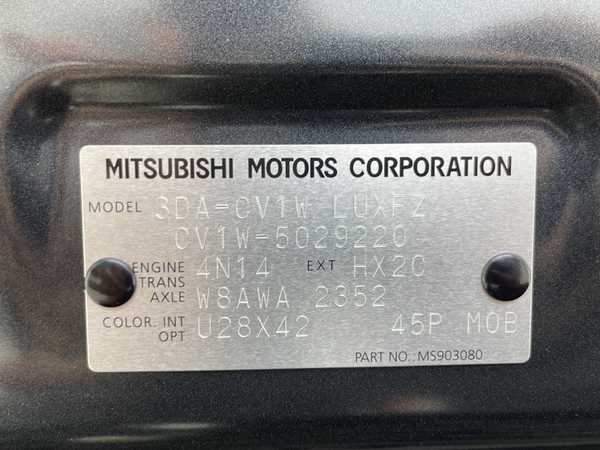 MITSUBISHI MOTORS CORPORATION
MODEL 3DA-CV1W LUXFZ
CV1W-5029220
ENGINE 4N14 EXT HX20
TRANS
AXLE W8AWA 2352
COLOR. INT U28X42 45P M0B
OPT
PART NO.:MS903080